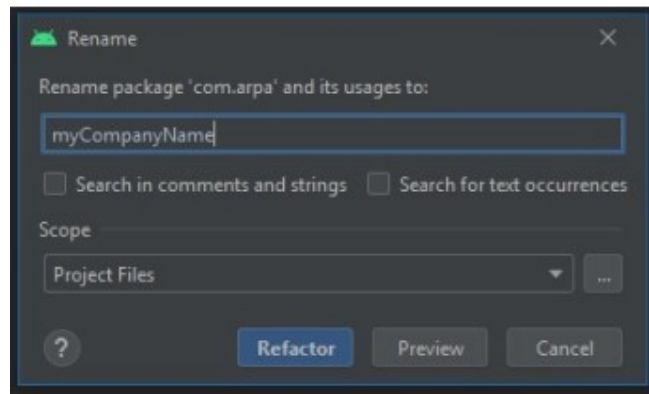 Rename
Rename package 'com.arpa' and its usages to:
myCompanyName
Search in comments and strings Search for text occurrences
Scope
Project Files ...
? Refactor Preview Cancel